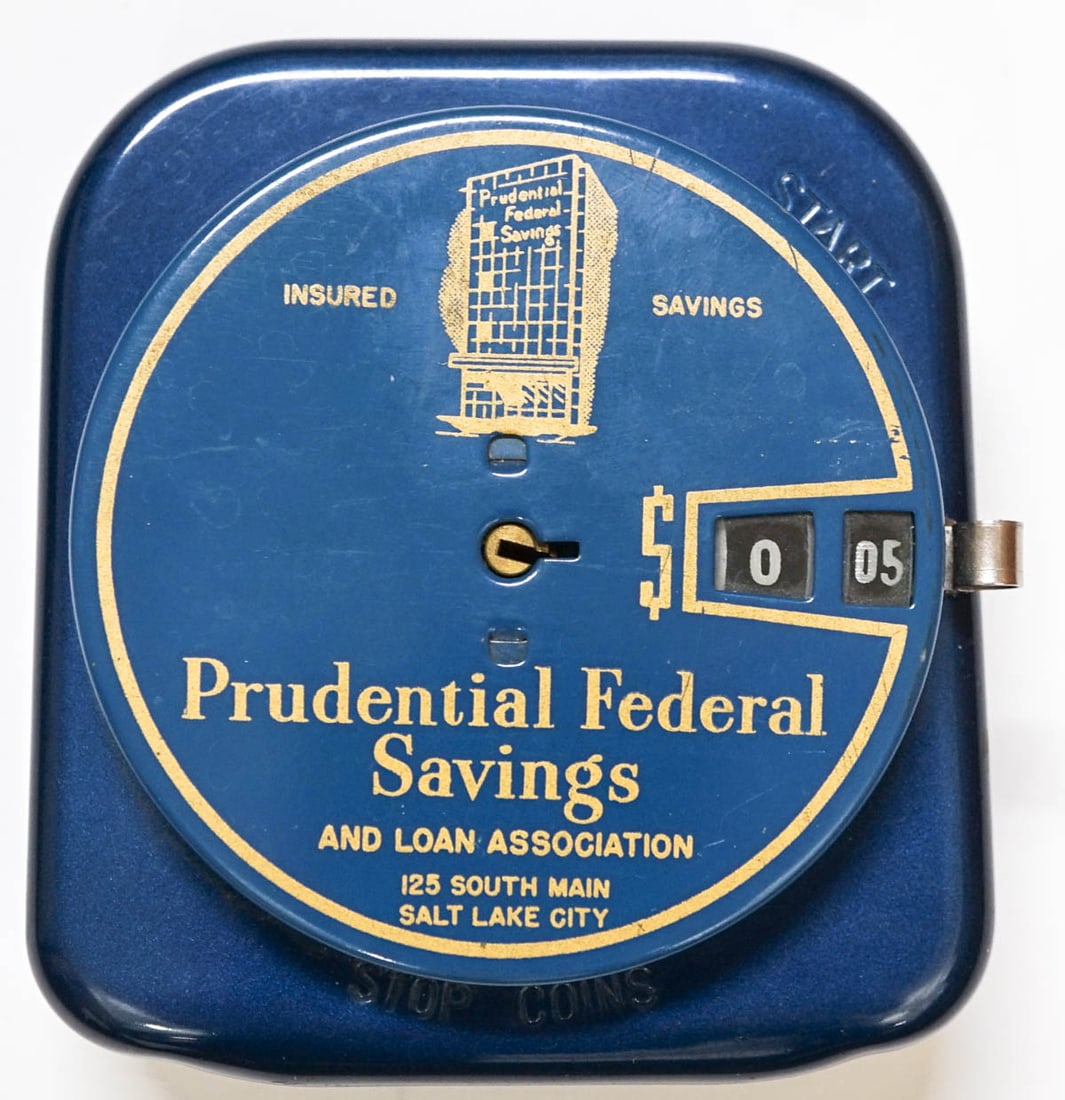 START
Prudential
Federal
Savings
INSURED
SAVINGS
$ 0 05
Prudential Federal
Savings
AND LOAN ASSOCIATION
125 SOUTH MAIN
SALT LAKE CITY
STOP COINS